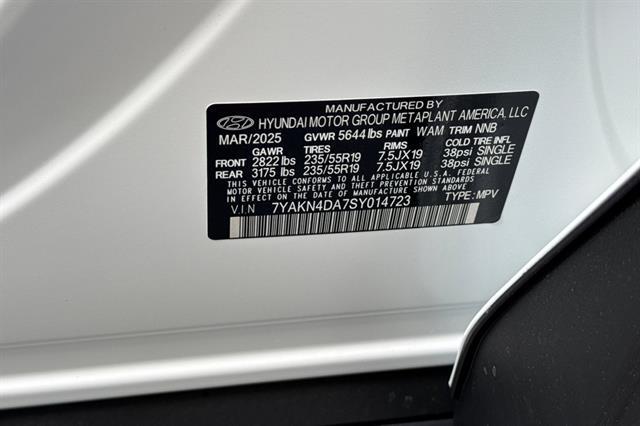 MANUFACTURED BY
HYUNDAI MOTOR GROUP METAPLANT AMERICA, LLC
MAR/2025 GVWR 5644 lbs PAINT WAM TRIM NNB
GAWR TIRES RIMS COLD TIRE INFL
FRONT 2822 lbs 235/55R19 7.5JX19 38psi SINGLE
REAR 3175 lbs 235/55R19 7.5JX19 38psi SINGLE
THIS VEHICLE CONFORMS TO ALL APPLICABLE FEDERAL
MOTOR VEHICLE SAFETY AND THEFT PREVENTION STANDARDS
IN EFFECT ON THE DATE OF MANUFACTURE SHOWN ABOVE.
V.I.N 7YAKN4DA7SY014723 TYPE : MPV